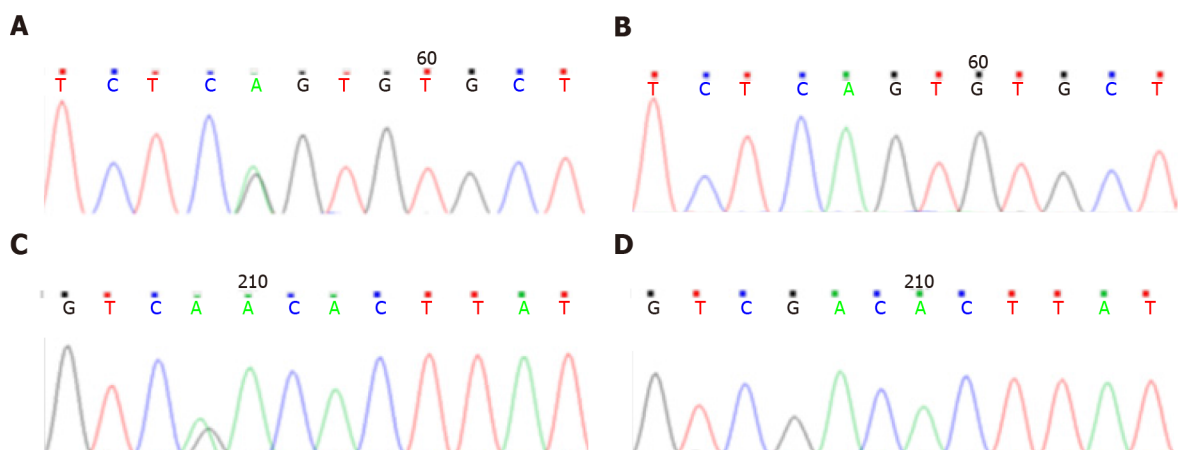 A
60
T C T C A G T G T G C T
B
60
T C T C A G T G T G C T
C
210
G T C A A C A C T T A T
D
210
G T C G A C A C T T A T